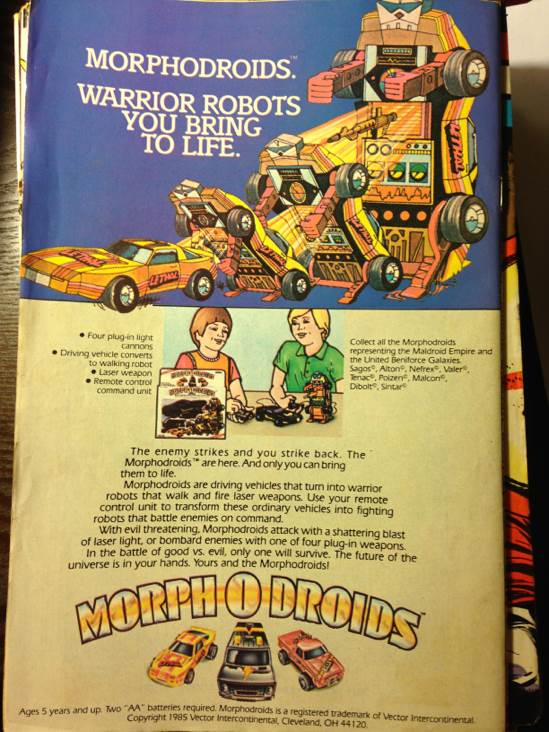 MORPHODROIDS.™
WARRIOR ROBOTS
YOU BRING
TO LIFE.
LETHAL
LETHAL
• Four plug-in light
cannons
• Driving vehicle converts
to walking robot
• Laser weapon
• Remote control
command unit
Collect all the Morphodroids
representing the Maldroid Empire and
the United Beniforce Galaxies.
Sagos©, Alton©, Nefrex©, Valer©,
Tenac©, Poizen©, Malcon©,
Dibolt©, Sintar©
The enemy strikes and you strike back. The
Morphodroids™ are here. And only you can bring
them to life.
Morphodroids are driving vehicles that turn into warrior
robots that walk and fire laser weapons. Use your remote
control unit to transform these ordinary vehicles into fighting
robots that battle enemies on command.
With evil threatening, Morphodroids attack with a shattering blast
of laser light, or bombard enemies with one of four plug-in weapons.
In the battle of good vs. evil, only one will survive. The future of the
universe is in your hands. Yours and the Morphodroids!
MORPH·O·DROIDS™
Ages 5 years and up. Two "AA" batteries required. Morphodroids is a registered trademark of Vector Intercontinental.
Copyright 1985 Vector Intercontinental, Cleveland, OH 44120.